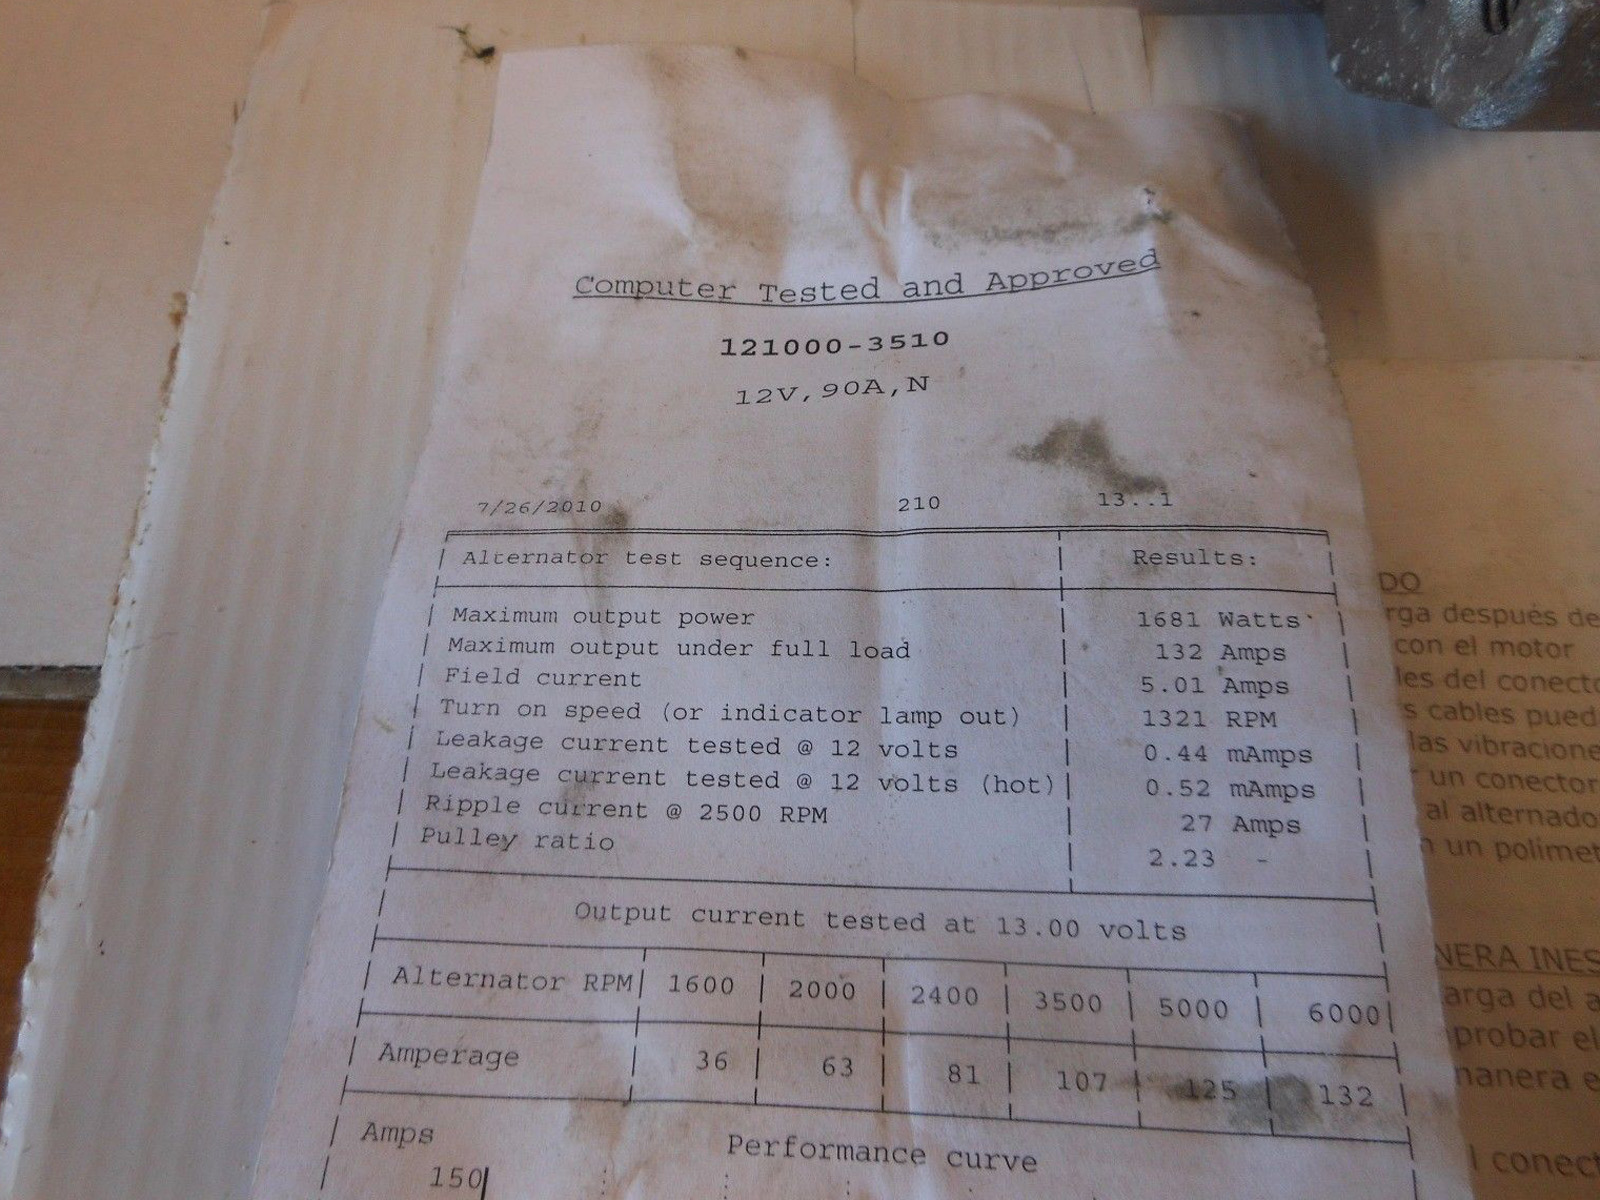 Computer Tested and Approved
121000-3510
12V, 90A, N
7/26/2010 210 13..1
Alternator test sequence: Results:
Maximum output power 1681 Watts
Maximum output under full load 132 Amps
Field current 5.01 Amps
Turn on speed (or indicator lamp out) 1321 RPM
Leakage current tested @ 12 volts 0.44 mAmps
Leakage current tested @ 12 volts (hot) 0.52 mAmps
Ripple current @ 2500 RPM 27 Amps
Pulley ratio 2.23 -
Output current tested at 13.00 volts
Alternator RPM 1600 2000 2400 3500 5000 6000
Amperage 36 63 81 107 125 132
Amps Performance curve
150
DO
rga después de
con el motor
les del conecto
s cables pued
las vibracione
r un conector
al alternado
n un polimet
NERA INES
arga del a
probar el
manera e
l conect